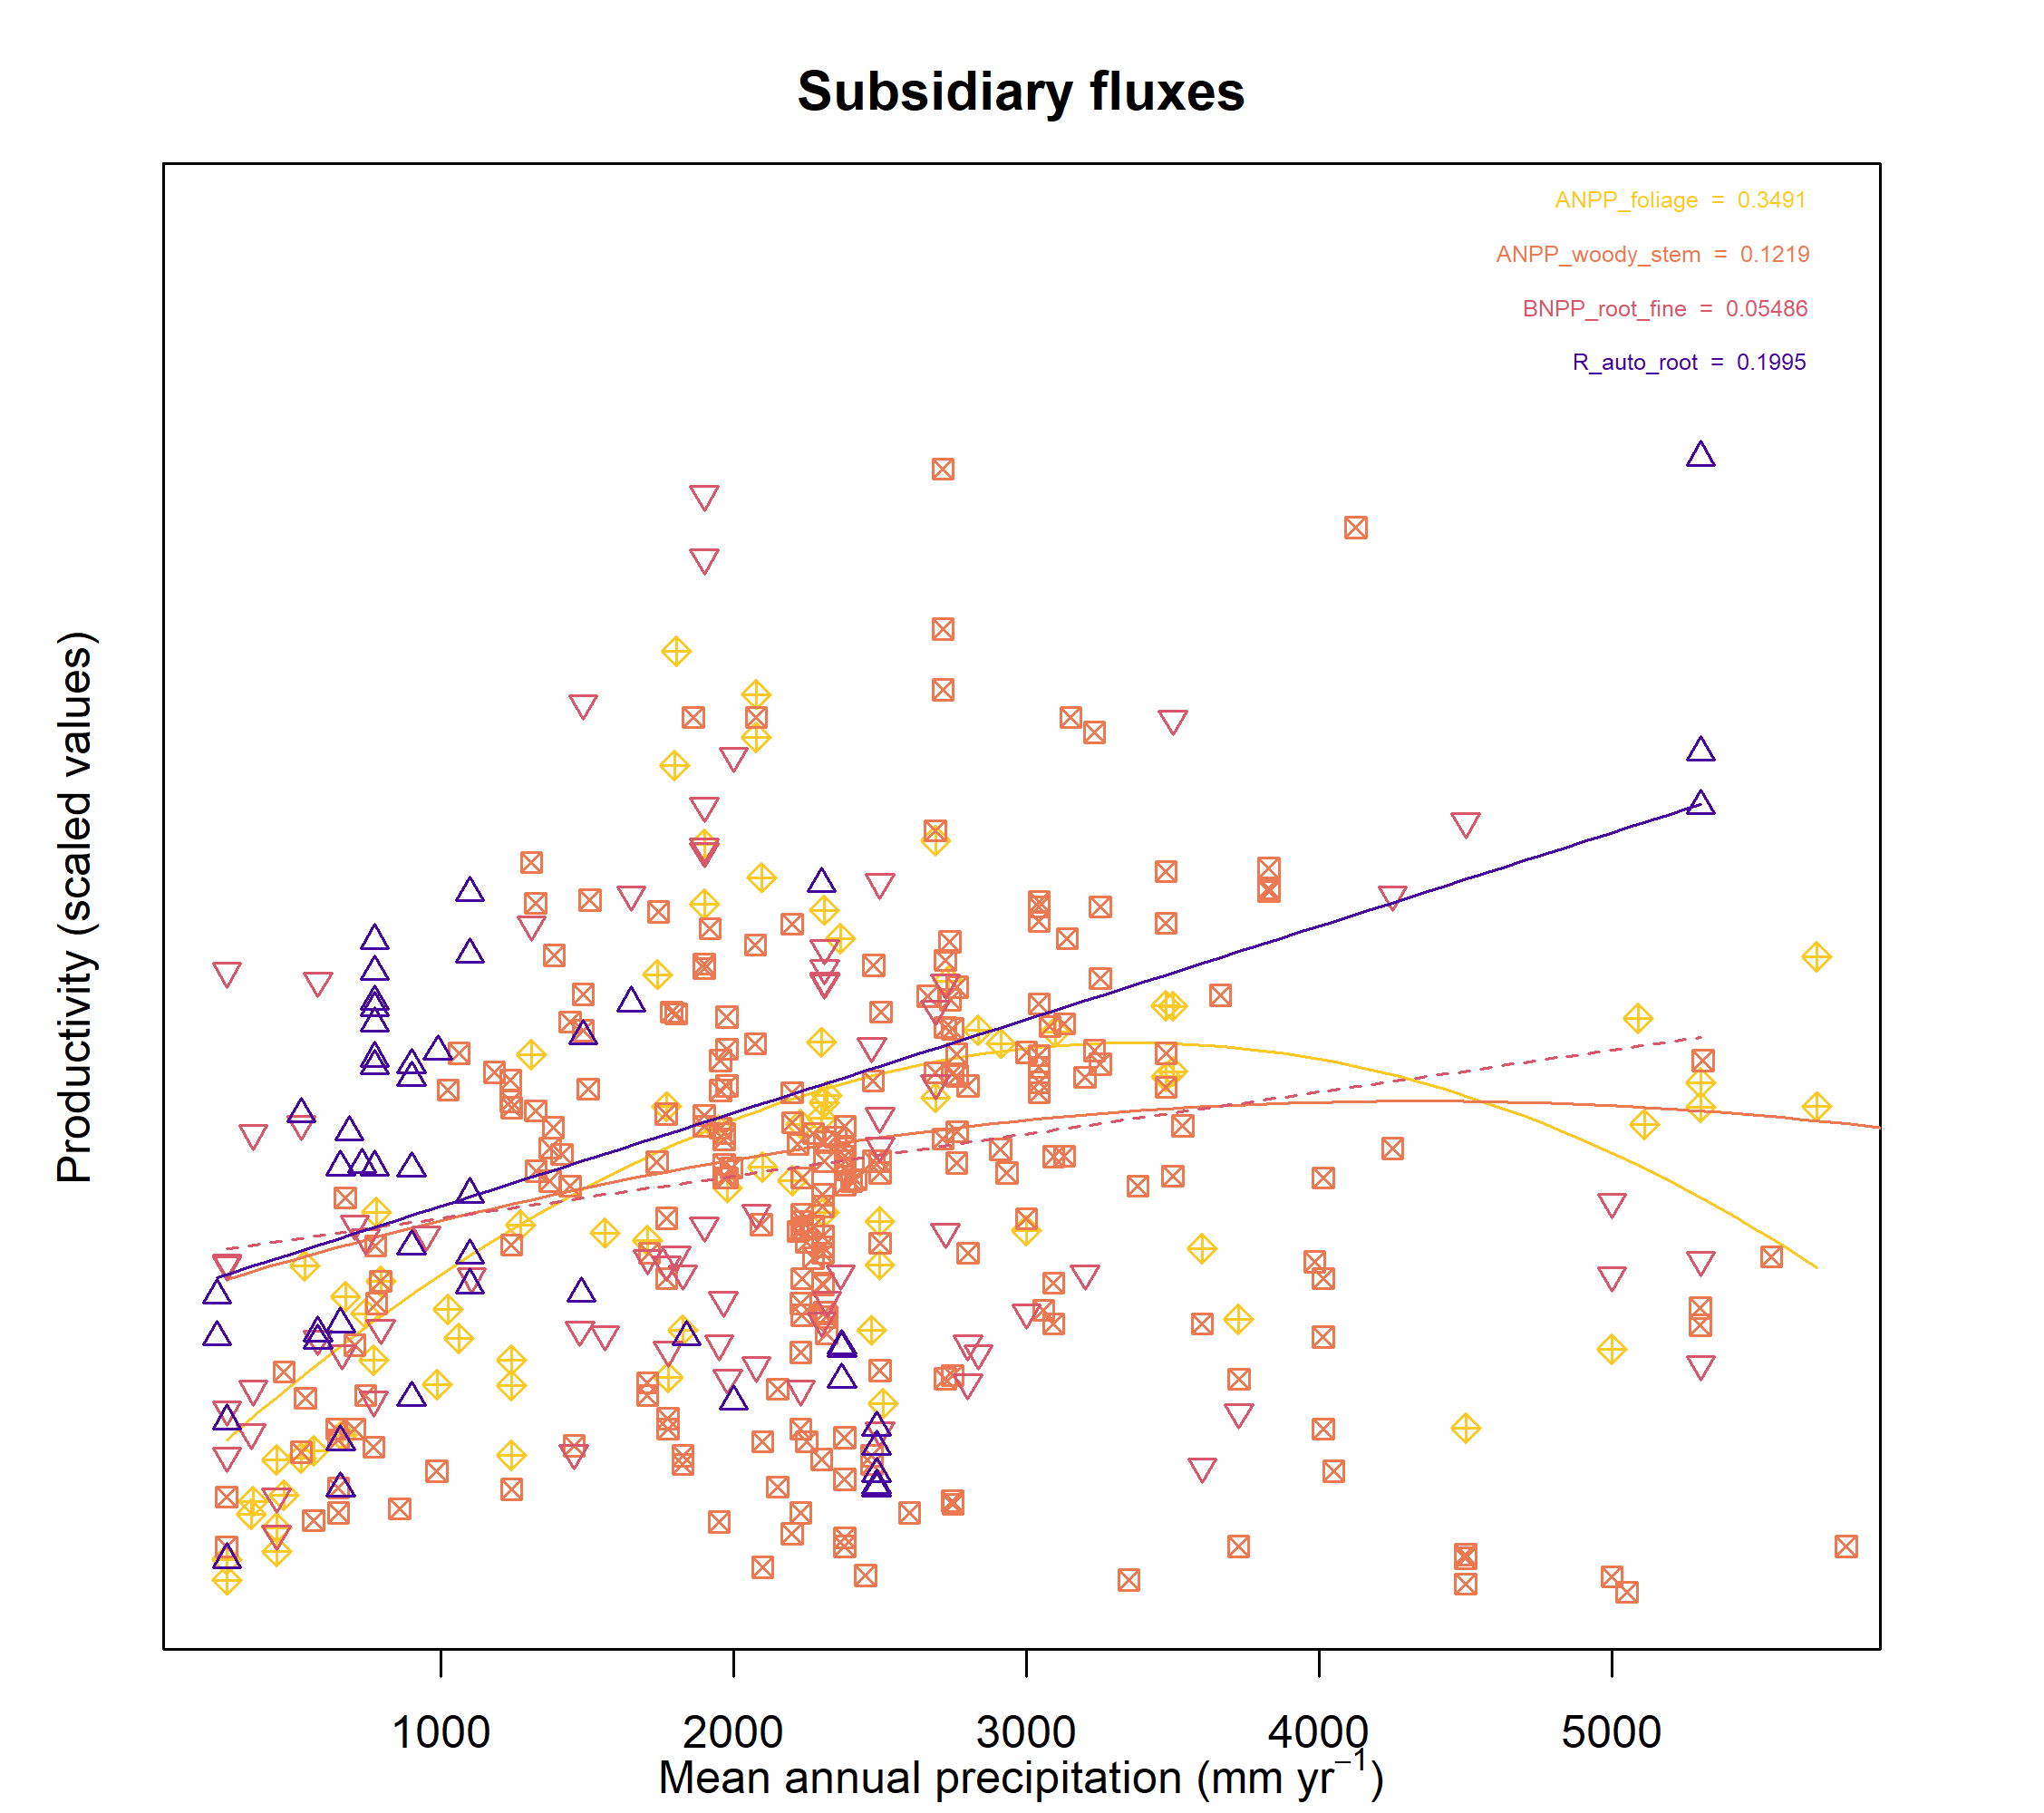 Subsidiary fluxes
ANPP_foliage = 0.3491
ANPP_woody_stem = 0.1219
BNPP_root_fine = 0.05486
R_auto_root = 0.1995
Productivity (scaled values)
1000 2000 3000 4000 5000
Mean annual precipitation (mm yr⁻¹)